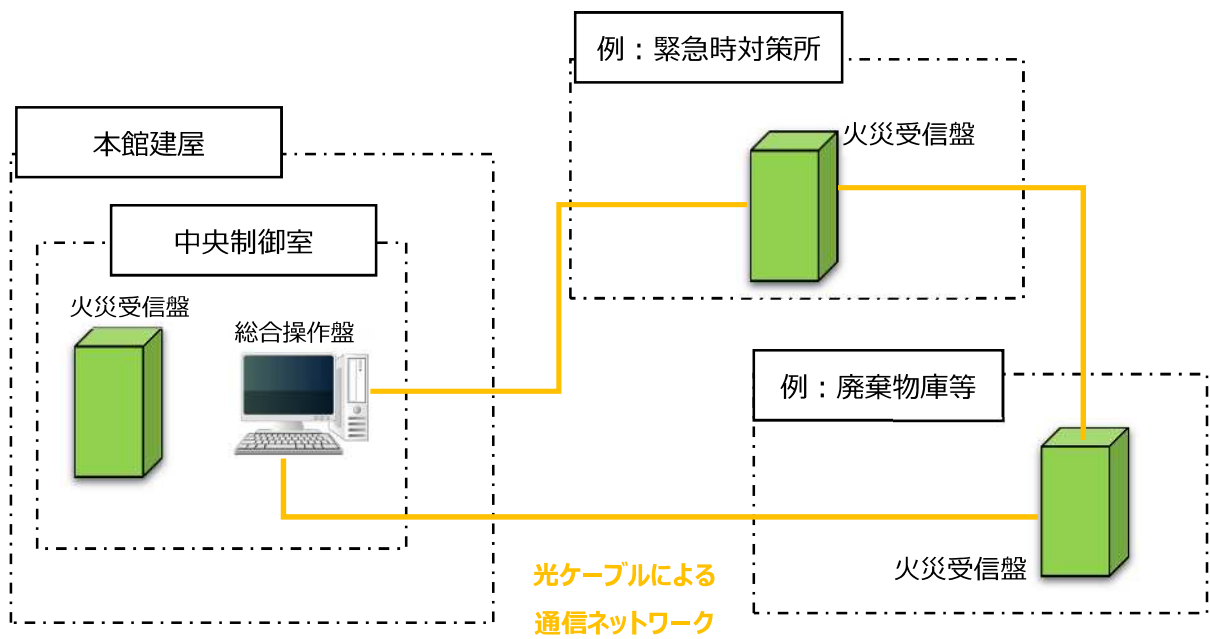 例：緊急時対策所
火災受信盤
本館建屋
中央制御室
火災受信盤
総合操作盤
例：廃棄物庫等
火災受信盤
光ケーブルによる
通信ネットワーク